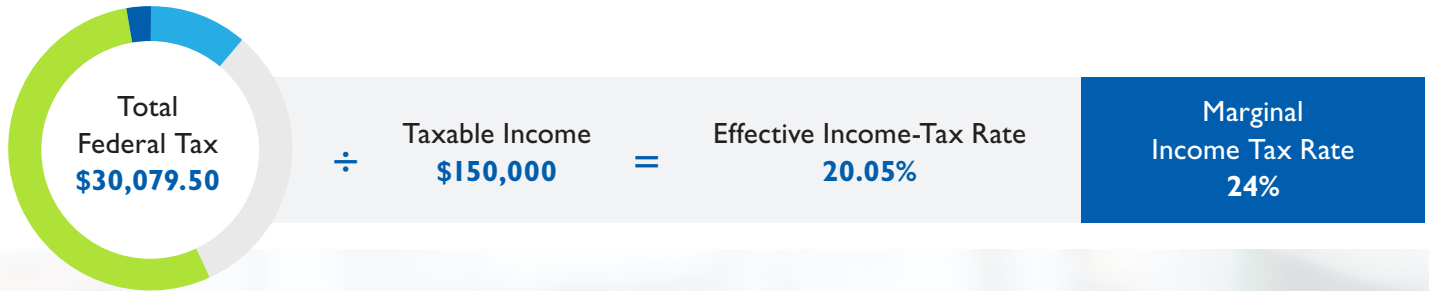 Total
Federal Tax
$30,079.50
÷
Taxable Income
$150,000
=
Effective Income-Tax Rate
20.05%
Marginal
Income Tax Rate
24%